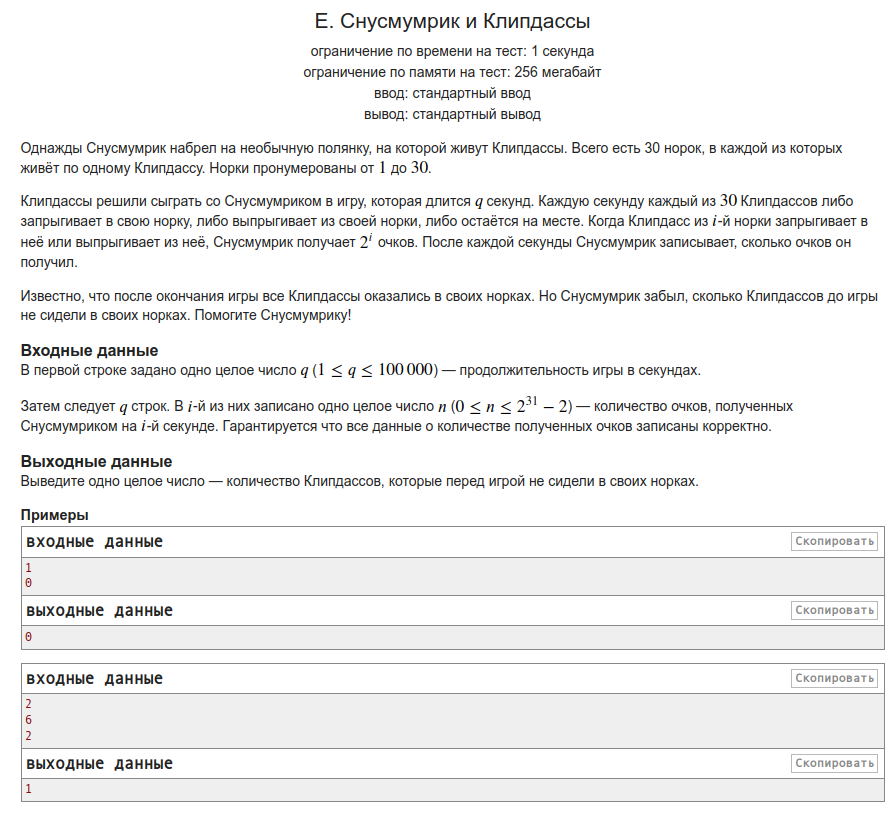 E. Снусмумрик и Клипдассы
ограничение по времени на тест: 1 секунда
ограничение по памяти на тест: 256 мегабайт
ввод: стандартный ввод
вывод: стандартный вывод
Однажды Снусмумрик набрел на необычную полянку, на которой живут Клипдассы. Всего есть 30 норок, в каждой из которых
живёт по одному Клипдассу. Норки пронумерованы от 1 до 30.
Клипдассы решили сыграть со Снусмумриком в игру, которая длится q секунд. Каждую секунду каждый из 30 Клипдассов либо
запрыгивает в свою норку, либо выпрыгивает из своей норки, либо остаётся на месте. Когда Клипдасс из i-й норки запрыгивает в
неё или выпрыгивает из неё, Снусмумрик получает 2^i очков. После каждой секунды Снусмумрик записывает, сколько очков он
получил.
Известно, что после окончания игры все Клипдассы оказались в своих норках. Но Снусмумрик забыл, сколько Клипдассов до игры
не сидели в своих норках. Помогите Снусмумрику!
Входные данные
В первой строке задано одно целое число q (1 ≤ q ≤ 100 000) — продолжительность игры в секундах.
Затем следует q строк. В i-й из них записано одно целое число n (0 ≤ n ≤ 2^31 − 2) — количество очков, полученных
Снусмумриком на i-й секунде. Гарантируется что все данные о количестве полученных очков записаны корректно.
Выходные данные
Выведите одно целое число — количество Клипдассов, которые перед игрой не сидели в своих норках.
Примеры
входные данные Скопировать
1
0
выходные данные Скопировать
0
входные данные Скопировать
2
6
2
выходные данные Скопировать
1